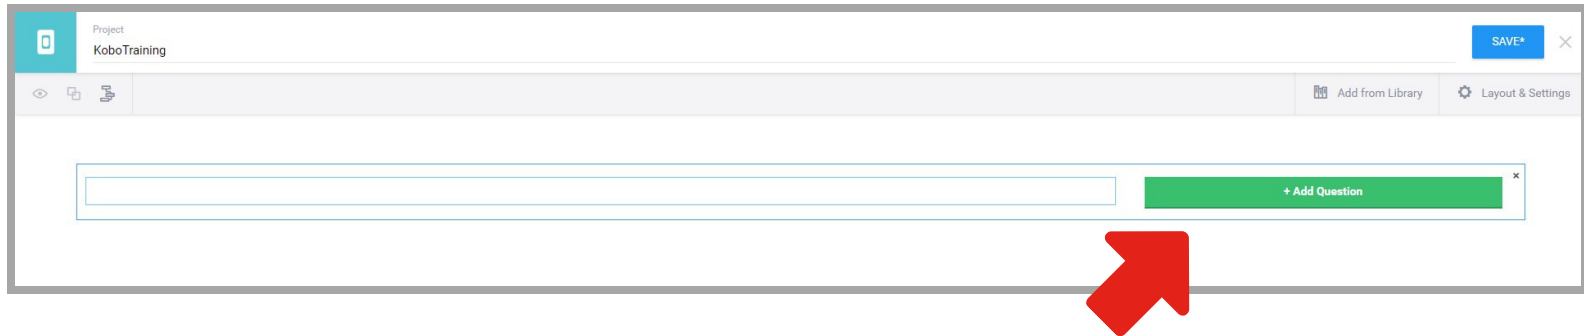 Project
KoboTraining
SAVE*
Add from Library
Layout & Settings
+ Add Question